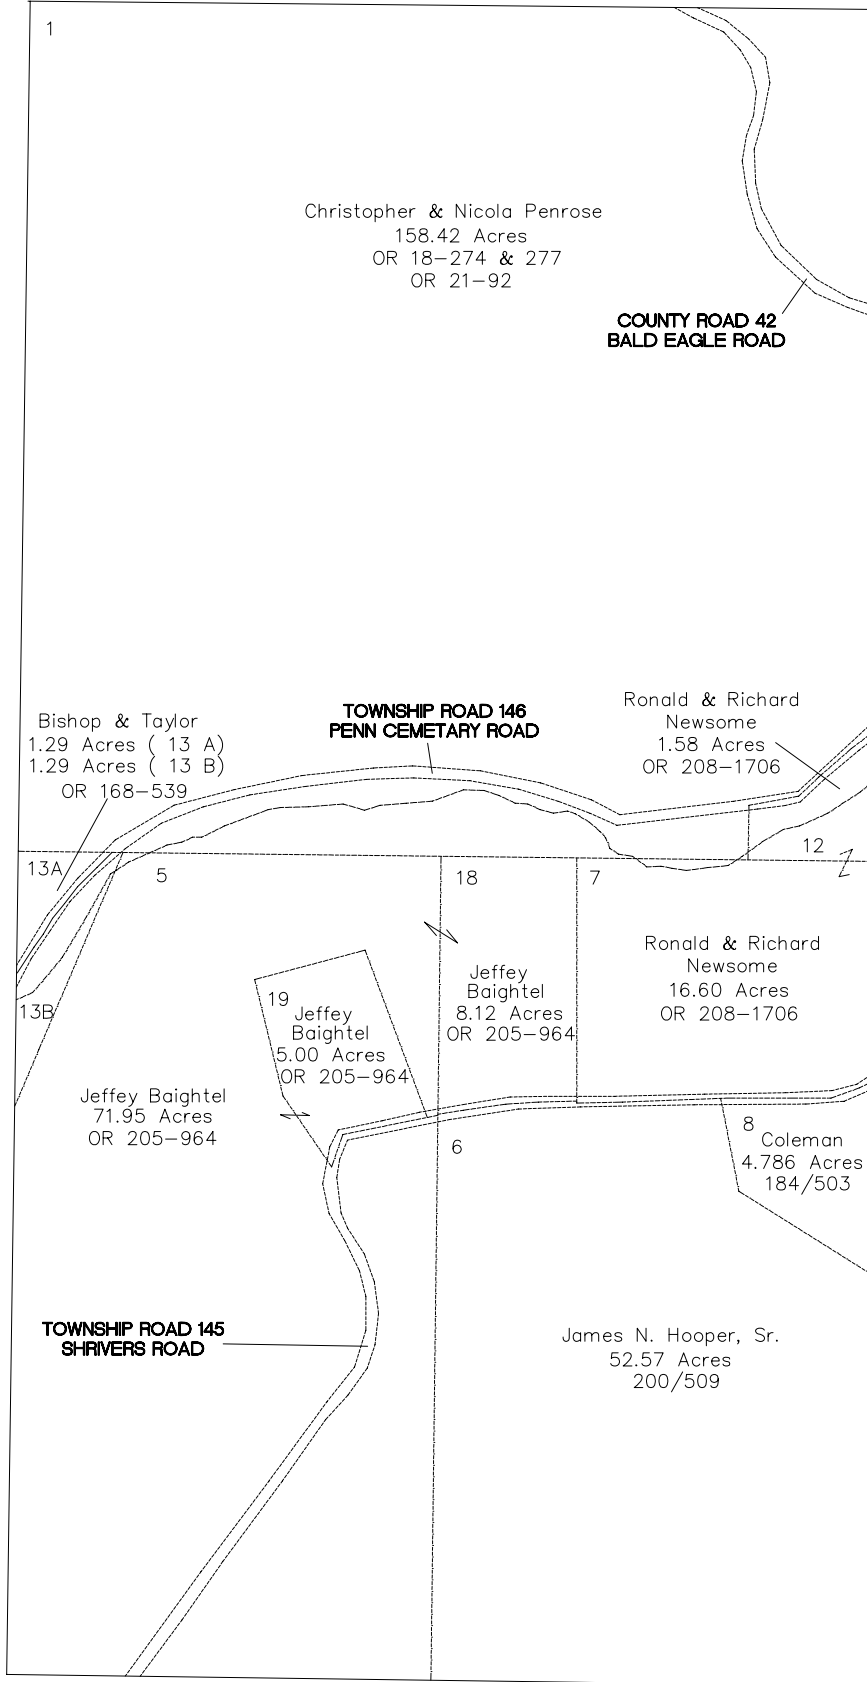 1
Christopher & Nicola Penrose
158.42 Acres
OR 18-274 & 277
OR 21-92
COUNTY ROAD 42
BALD EAGLE ROAD
Bishop & Taylor
1.29 Acres ( 13 A)
1.29 Acres ( 13 B)
OR 168-539
TOWNSHIP ROAD 146
PENN CEMETARY ROAD
Ronald & Richard
Newsome
1.58 Acres
OR 208-1706
12
13A
5
18
7
Ronald & Richard
Newsome
16.60 Acres
OR 208-1706
Jeffey
Baightel
8.12 Acres
OR 205-964
19
Jeffey
Baightel
5.00 Acres
OR 205-964
13B
Jeffey Baightel
71.95 Acres
OR 205-964
6
8
Coleman
4.786 Acres
184/503
TOWNSHIP ROAD 145
SHRIVERS ROAD
James N. Hooper, Sr.
52.57 Acres
200/509